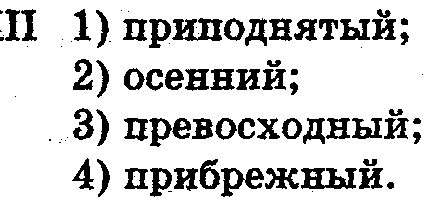 III 1) приподнятый;
2) осенний;
3) превосходный;
4) прибрежный.